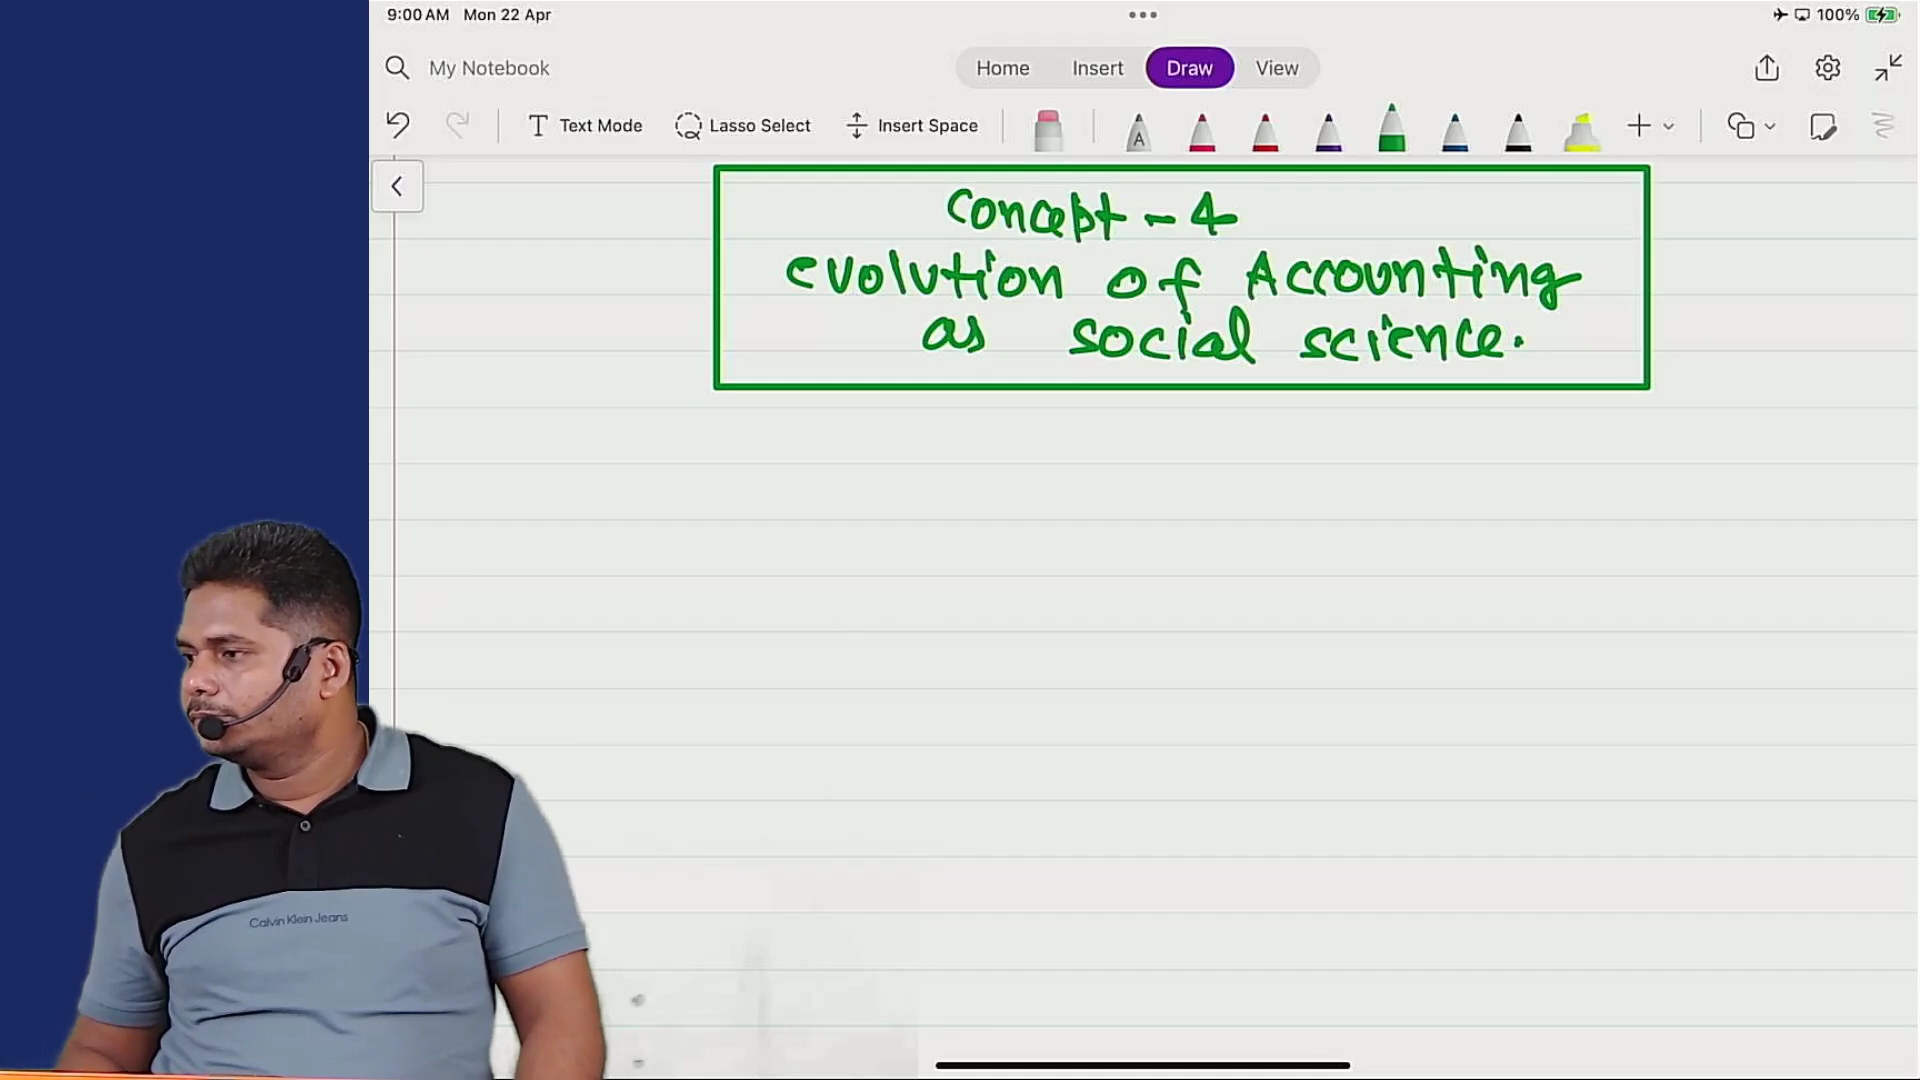 9:00 AM Mon 22 Apr
100%
My Notebook
Home Insert Draw View
Text Mode Lasso Select Insert Space
A
Concept - 4
evolution of Accounting
as social science.
Calvin Klein Jeans